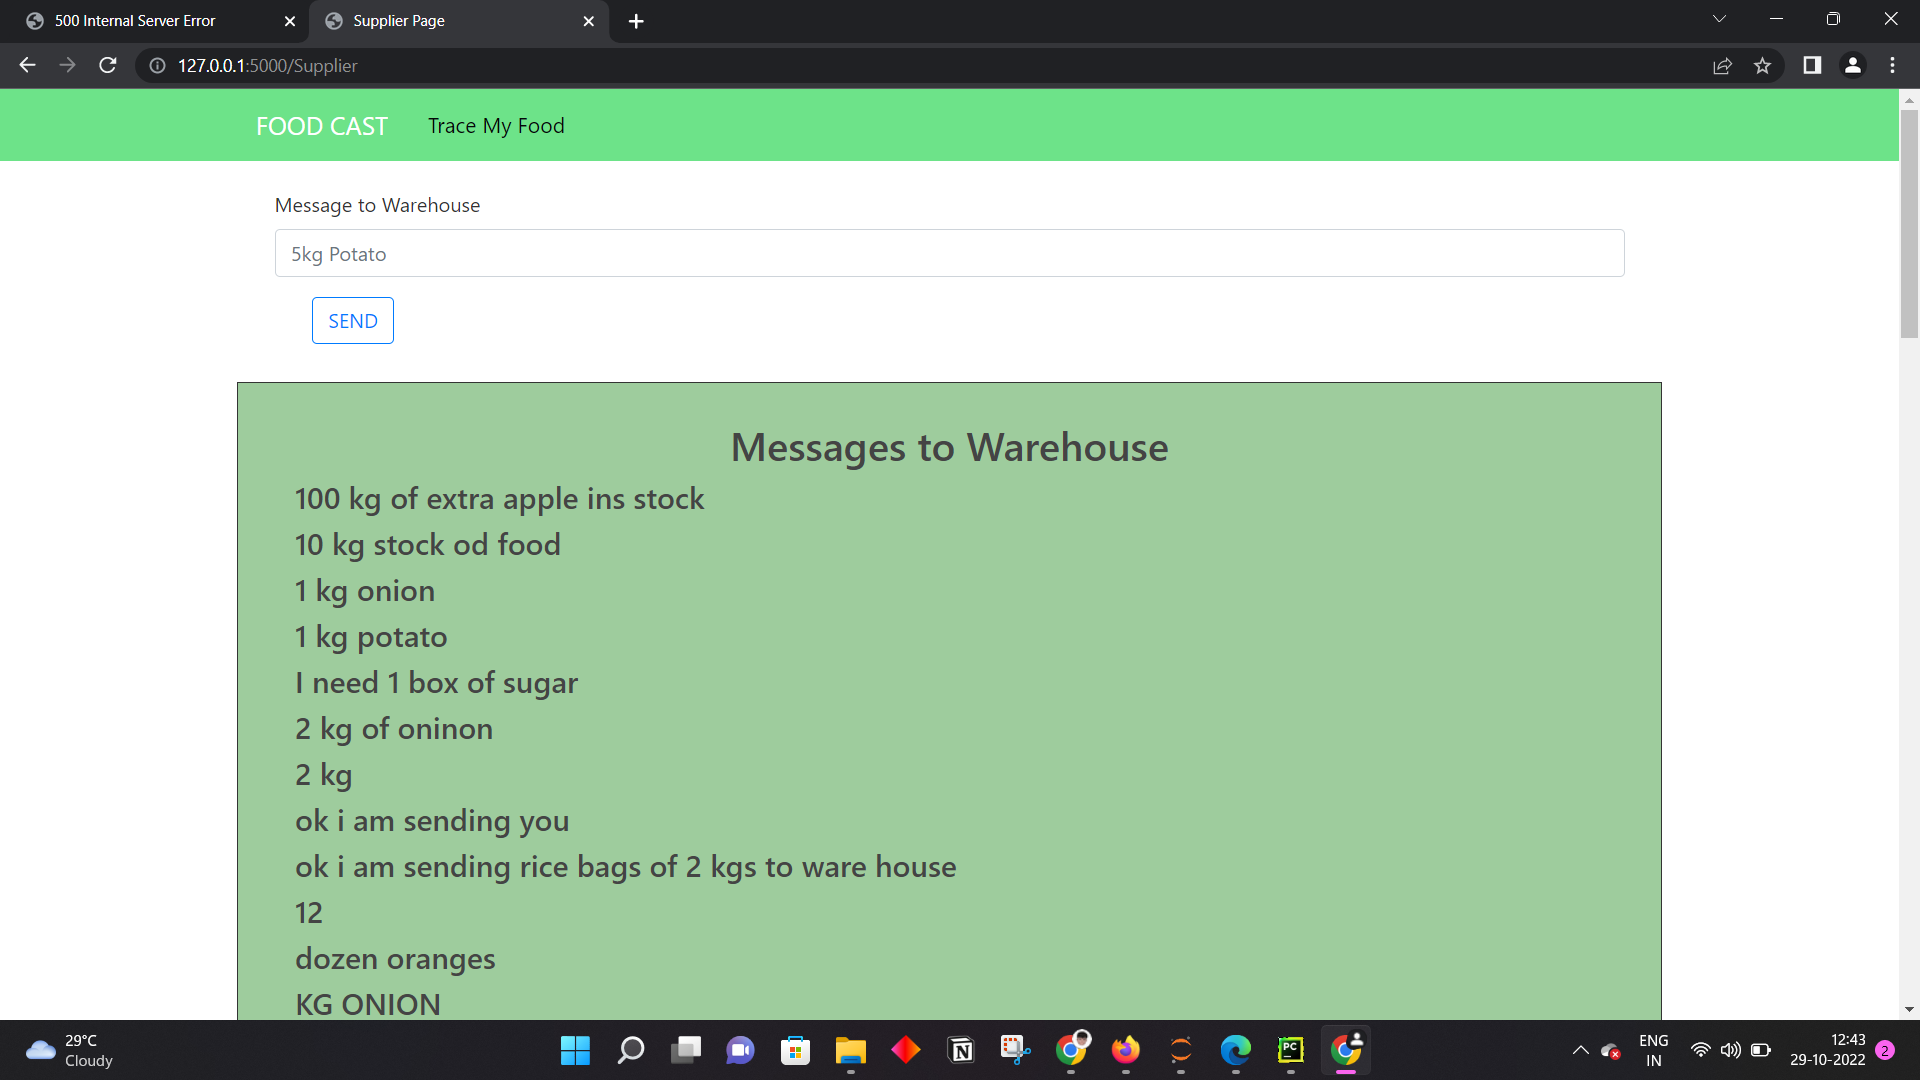 500 Internal Server Error
Supplier Page
127.0.0.1:5000/Supplier
FOOD CAST Trace My Food
Message to Warehouse
5kg Potato
SEND
Messages to Warehouse
100 kg of extra apple ins stock
10 kg stock od food
1 kg onion
1 kg potato
I need 1 box of sugar
2 kg of oninon
2 kg
ok i am sending you
ok i am sending rice bags of 2 kgs to ware house
12
dozen oranges
KG ONION
29°C
Cloudy
PC
ENG
IN
12:43
29-10-2022
2